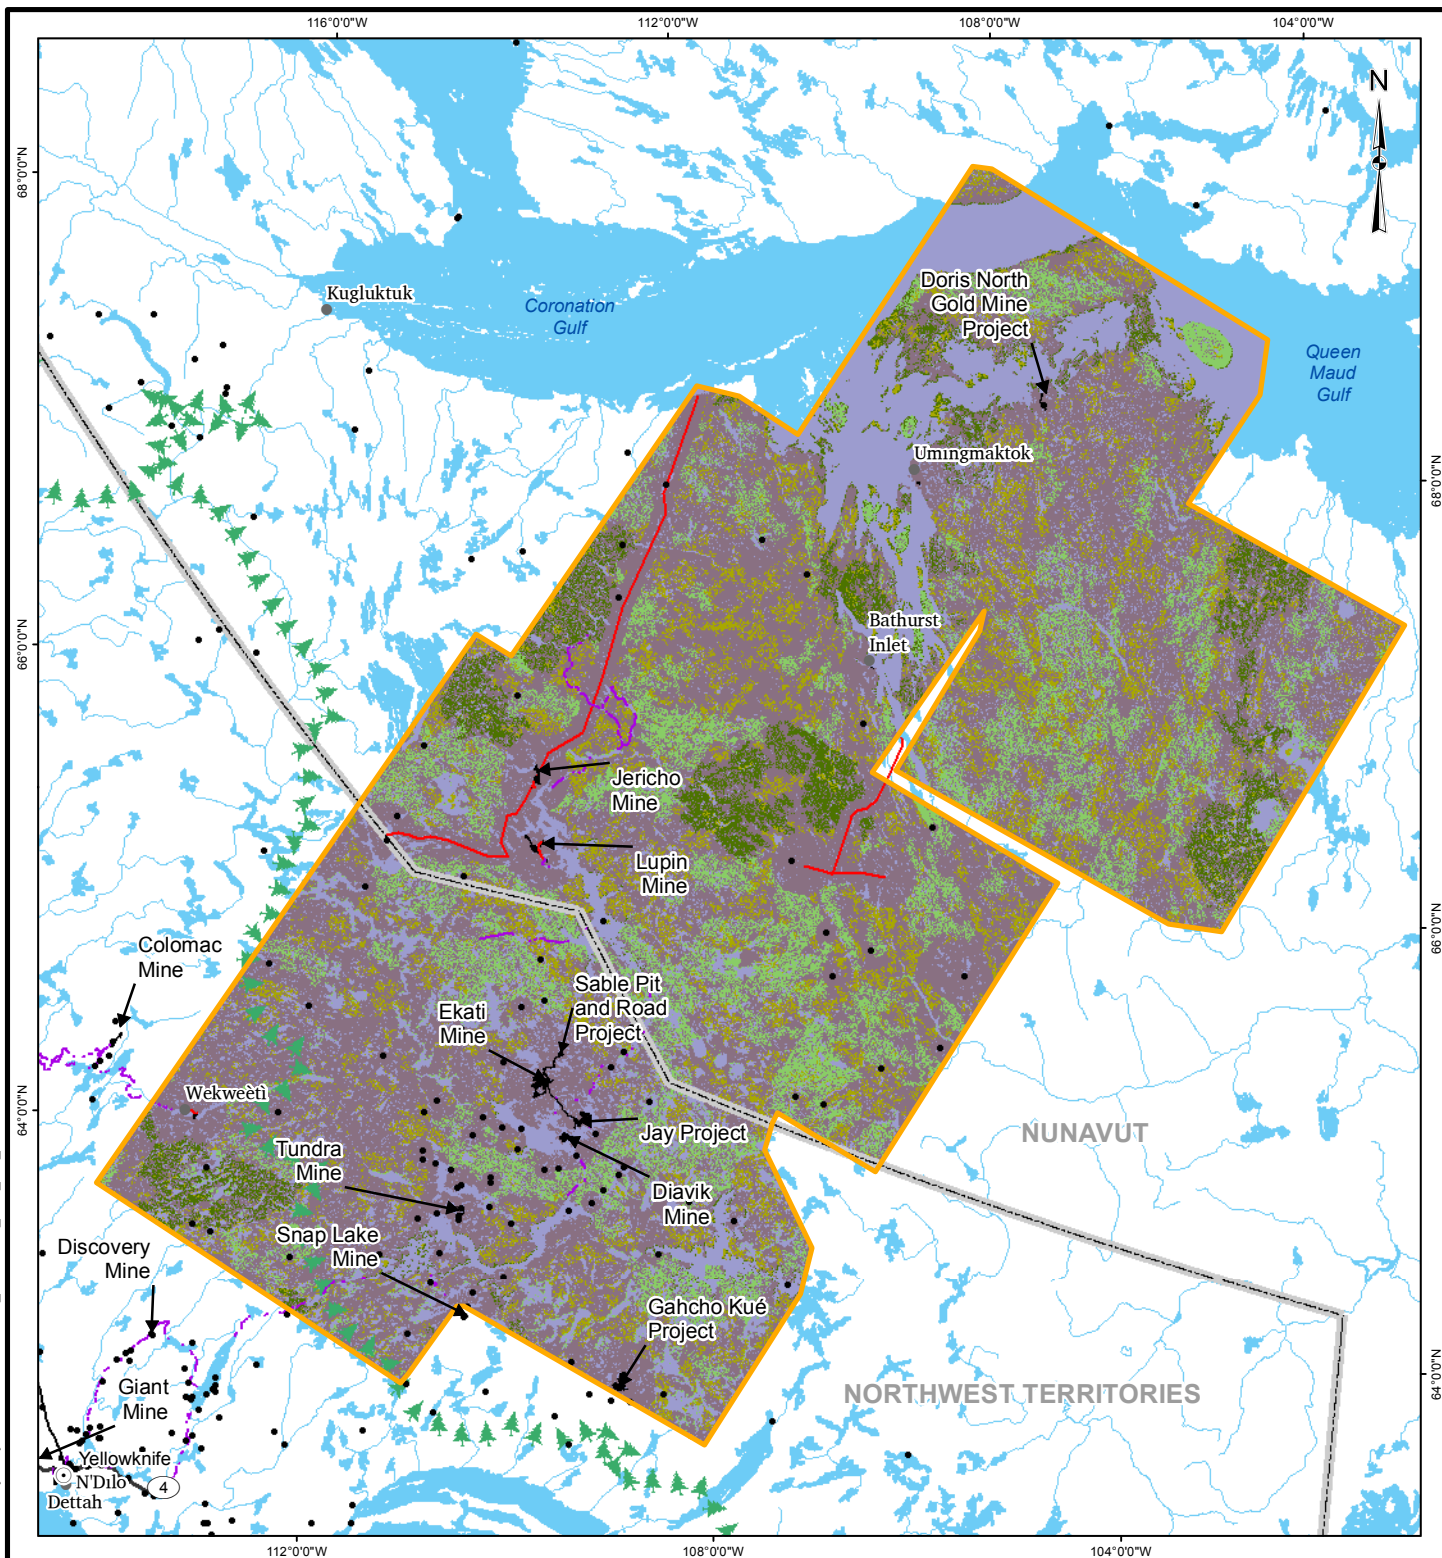 116°0'0"W
112°0'0"W
108°0'0"W
104°0'0"W
N
68°0'0"N
Kugluktuk
Coronation
Gulf
Doris North
Gold Mine
Project
Queen
Maud
Gulf
Umingmaktok
68°0'0"N
Bathurst
Inlet
66°0'0"N
Jericho
Mine
Lupin
Mine
66°0'0"N
Colomac
Mine
Sable Pit
and Road
Project
Ekati
Mine
Wekweètì
64°0'0"N
Jay Project
NUNAVUT
Tundra
Mine
Diavik
Mine
Snap Lake
Mine
Discovery
Mine
Gahcho Kué
Project
64°0'0"N
Giant
Mine
NORTHWEST TERRITORIES
Yellowknife
N'Dilo
Dettah
4
112°0'0"W
108°0'0"W
104°0'0"W